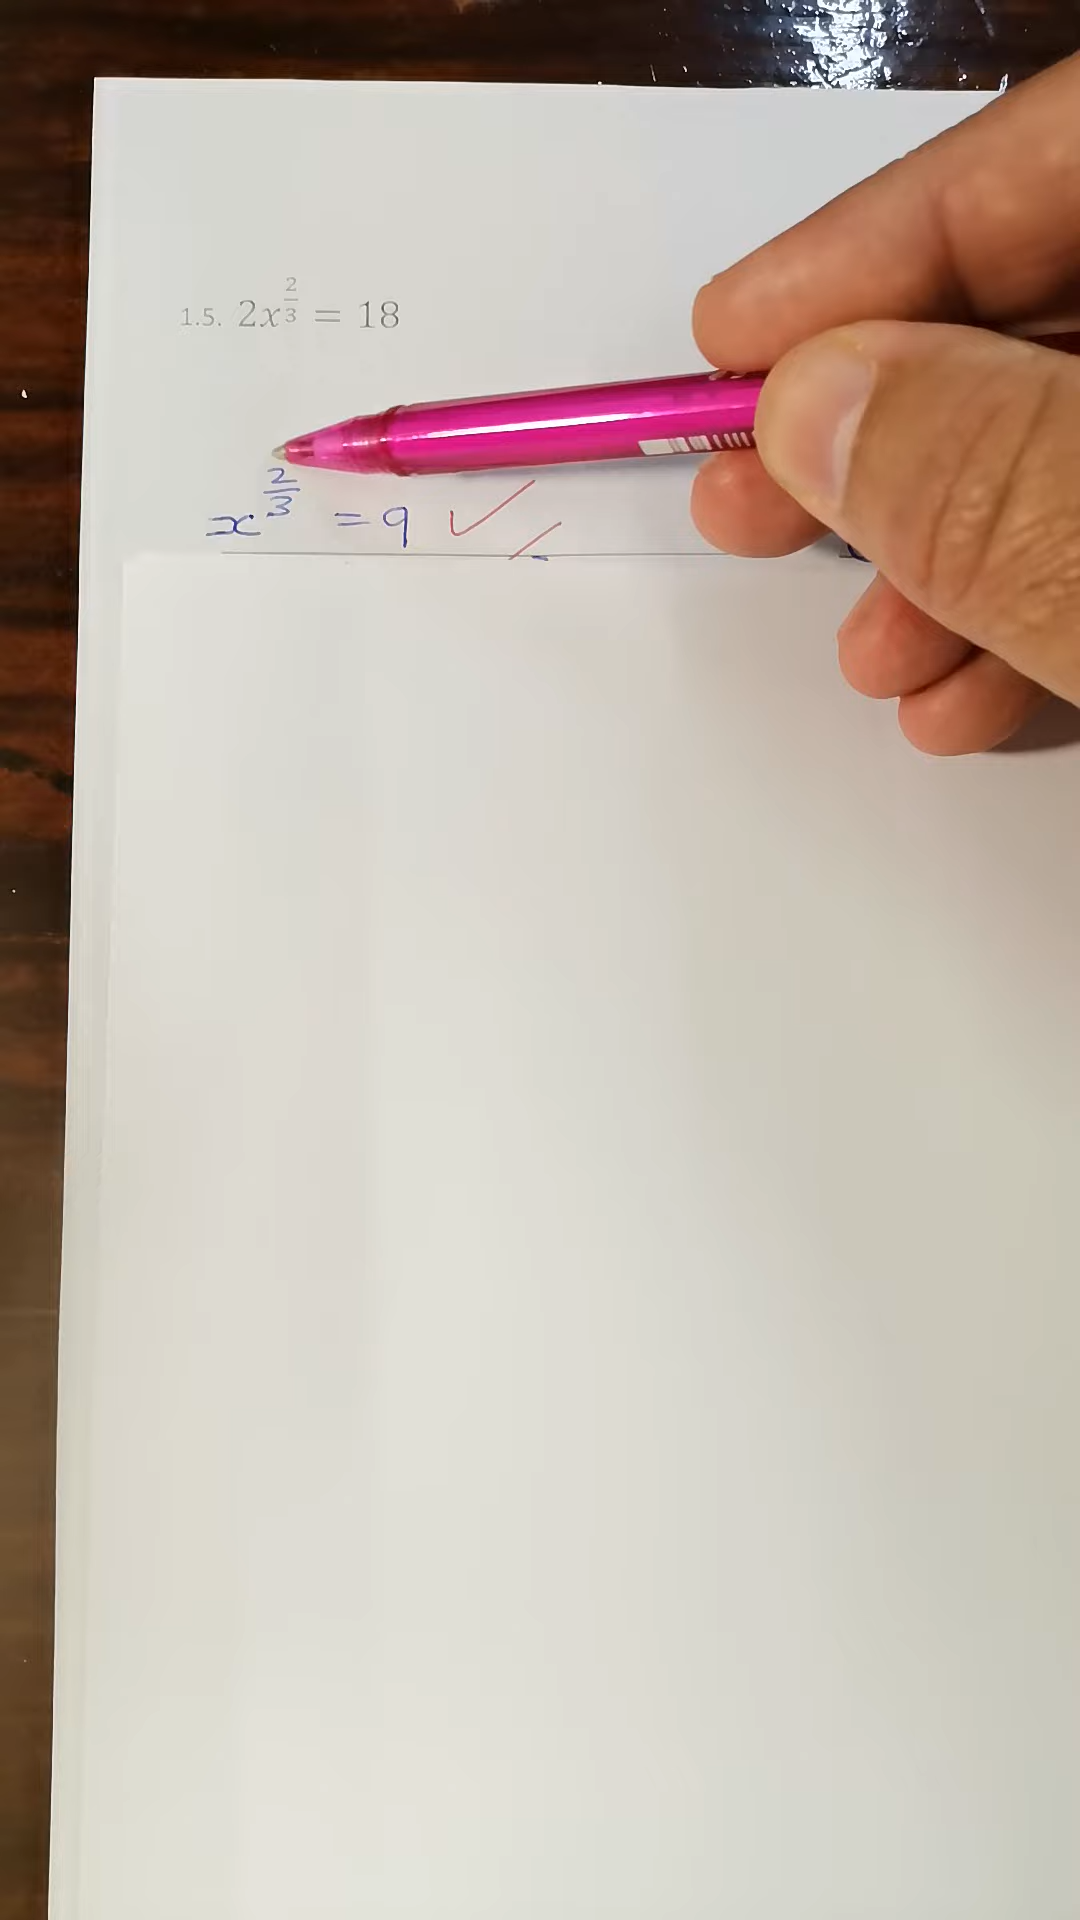 1.5. 2x^(2/3) = 18
x^(2/3) = 9 ✓